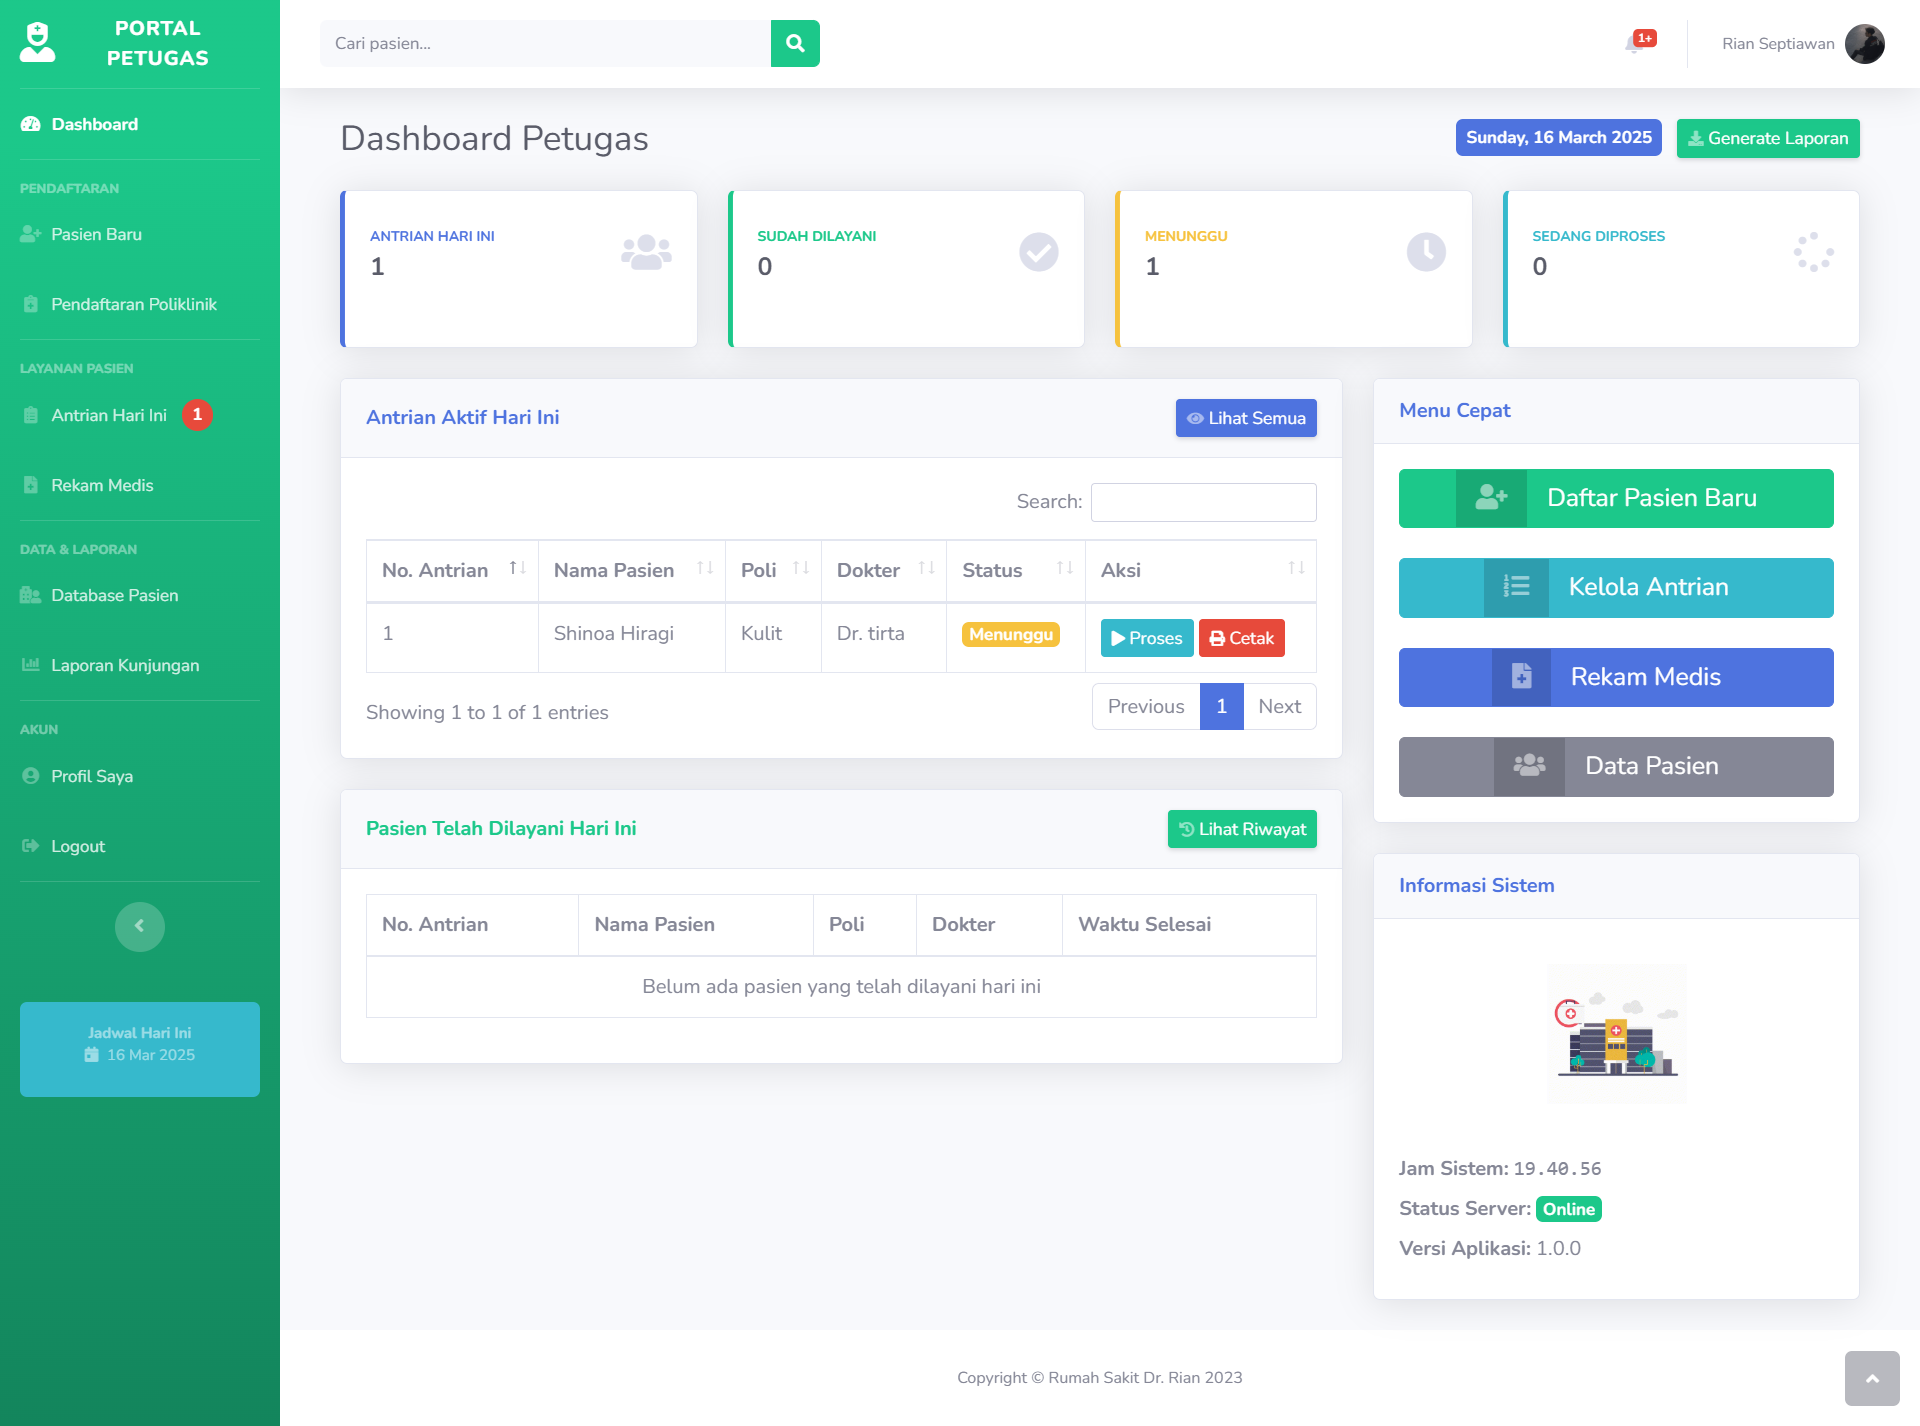 PORTAL
PETUGAS
Dashboard
PENDAFTARAN
Pasien Baru
Pendaftaran Poliklinik
LAYANAN PASIEN
Antrian Hari Ini 1
Rekam Medis
DATA & LAPORAN
Database Pasien
Laporan Kunjungan
AKUN
Profil Saya
Logout
Jadwal Hari Ini
16 Mar 2025
Cari pasien...
1+
Rian Septiawan
Dashboard Petugas
Sunday, 16 March 2025
Generate Laporan
ANTRIAN HARI INI
1
SUDAH DILAYANI
0
MENUNGGU
1
SEDANG DIPROSES
0
Antrian Aktif Hari Ini
Lihat Semua
Search:
No. Antrian Nama Pasien Poli Dokter Status Aksi
1 Shinoa Hiragi Kulit Dr. tirta Menunggu Proses Cetak
Showing 1 to 1 of 1 entries
Previous 1 Next
Pasien Telah Dilayani Hari Ini
Lihat Riwayat
No. Antrian Nama Pasien Poli Dokter Waktu Selesai
Belum ada pasien yang telah dilayani hari ini
Menu Cepat
Daftar Pasien Baru
Kelola Antrian
Rekam Medis
Data Pasien
Informasi Sistem
Jam Sistem: 19.40.56
Status Server: Online
Versi Aplikasi: 1.0.0
Copyright © Rumah Sakit Dr. Rian 2023